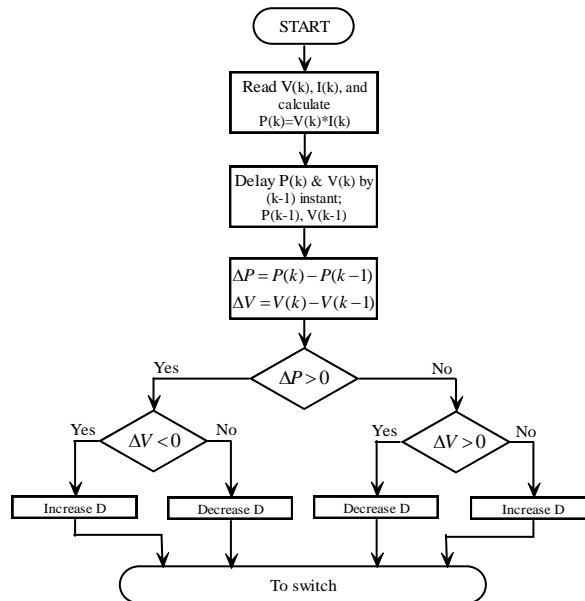 START
Read V(k), I(k), and
calculate
P(k)=V(k)*I(k)
Delay P(k) & V(k) by
(k-1) instant;
P(k-1), V(k-1)
ΔP = P(k) – P(k–1)
ΔV = V(k) – V(k–1)
ΔP > 0
Yes
No
ΔV < 0
Yes
No
ΔV > 0
Yes
No
Increase D
Decrease D
Decrease D
Increase D
To switch